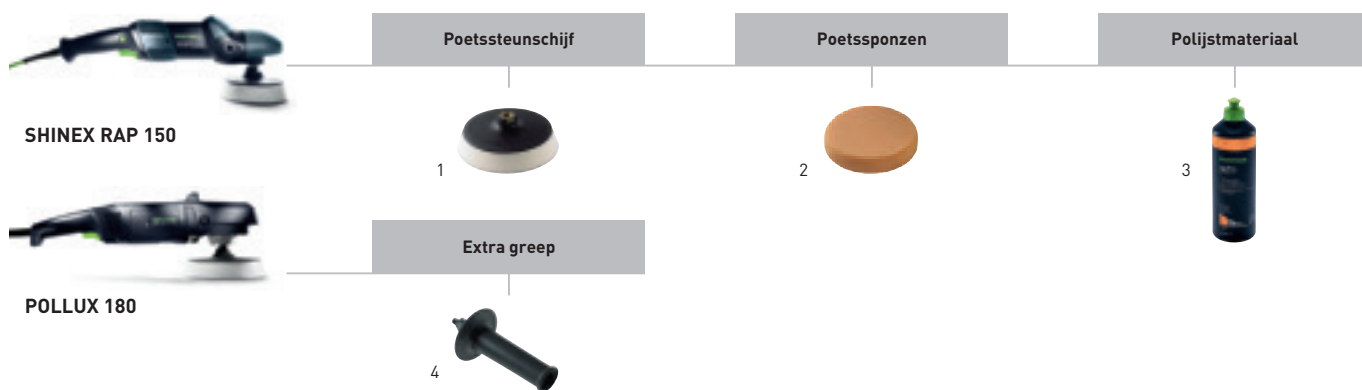 Poetssteunschijf
Poetssponzen
Polijstmateriaal
SHINEX RAP 150
1
2
3
Extra greep
POLLUX 180
4